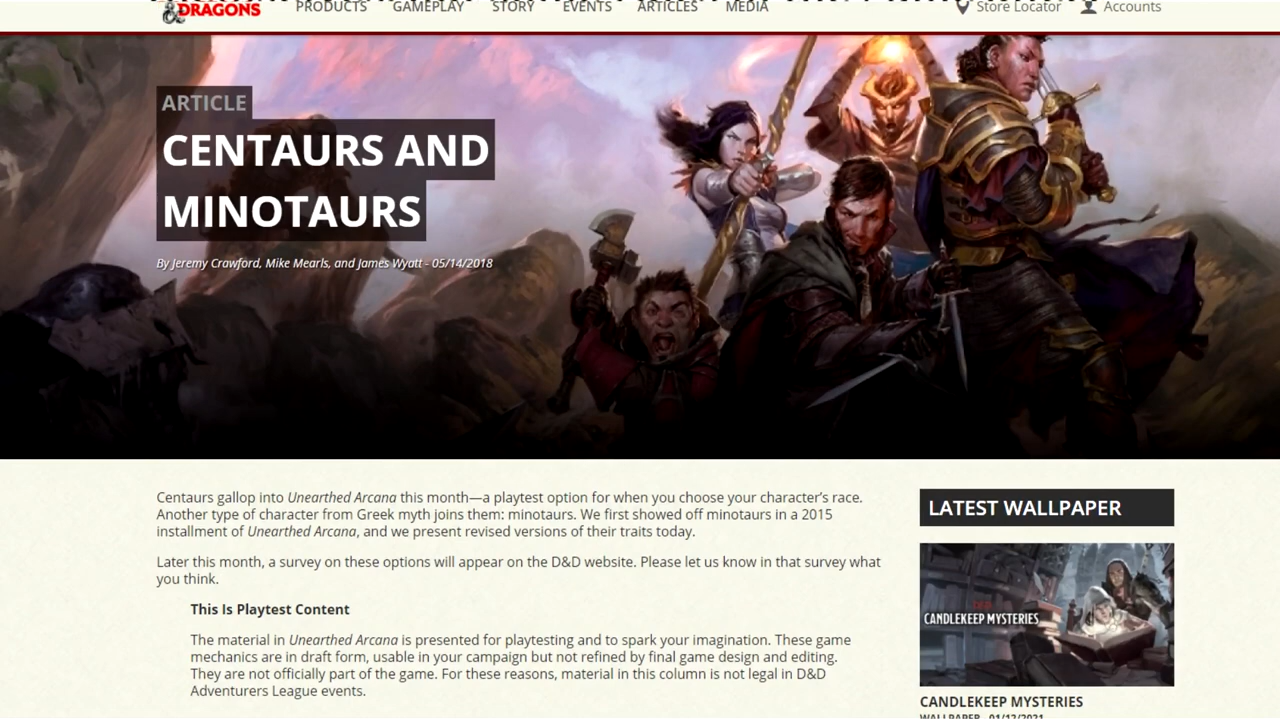 DRAGONS
PRODUCTS GAMEPLAY STORY EVENTS ARTICLES MEDIA Store Locator Accounts
ARTICLE
CENTAURS AND
MINOTAURS
By Jeremy Crawford, Mike Mearls, and James Wyatt - 05/14/2018
Centaurs gallop into Unearthed Arcana this month—a playtest option for when you choose your character's race.
Another type of character from Greek myth joins them: minotaurs. We first showed off minotaurs in a 2015
installment of Unearthed Arcana, and we present revised versions of their traits today.
Later this month, a survey on these options will appear on the D&D website. Please let us know in that survey what
you think.
This Is Playtest Content
The material in Unearthed Arcana is presented for playtesting and to spark your imagination. These game
mechanics are in draft form, usable in your campaign but not refined by final game design and editing.
They are not officially part of the game. For these reasons, material in this column is not legal in D&D
Adventurers League events.
LATEST WALLPAPER
CANDLEKEEP MYSTERIES
CANDLEKEEP MYSTERIES
WALLPAPER - 01/12/2021